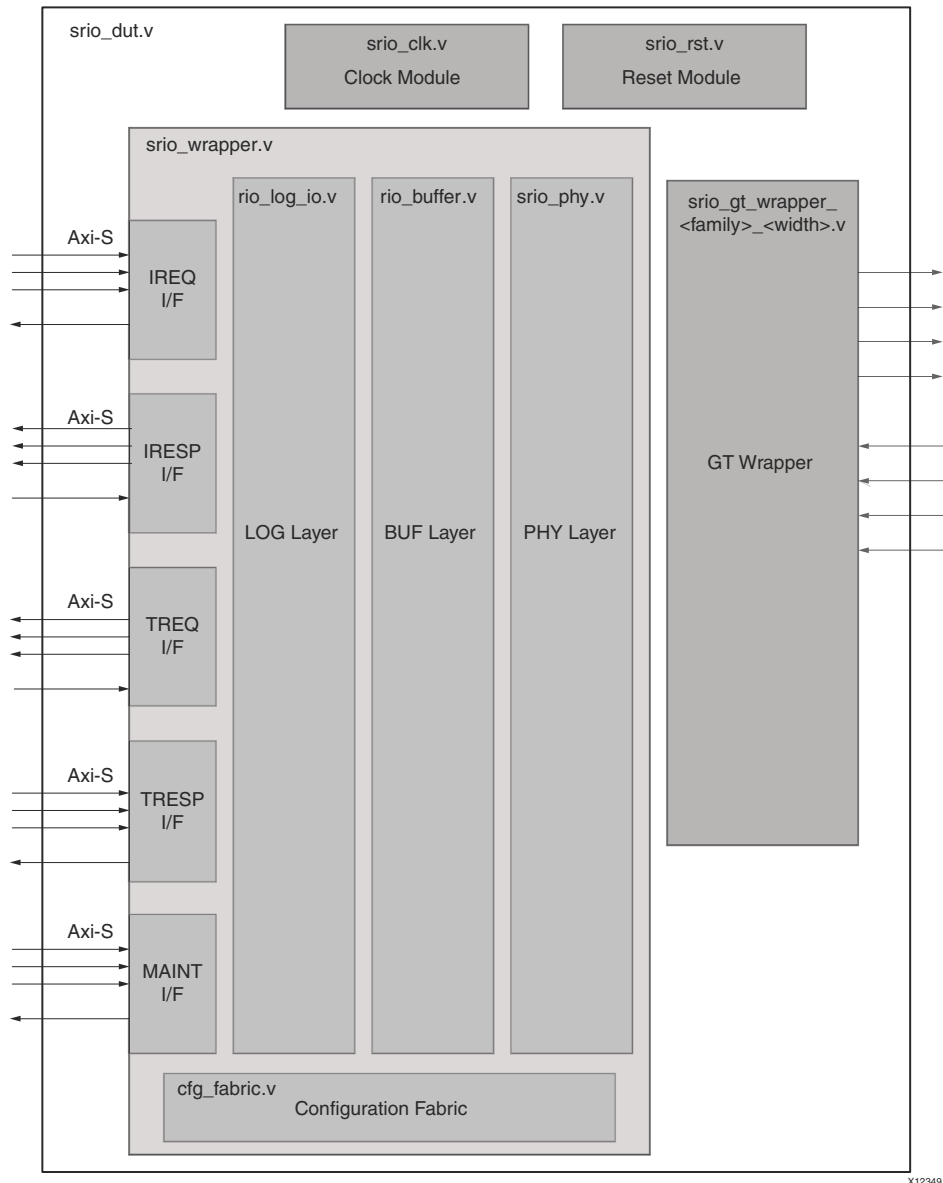 srio_dut.v
srio_clk.v
Clock Module
srio_rst.v
Reset Module
srio_wrapper.v
rio_log_io.v
LOG Layer
rio_buffer.v
BUF Layer
srio_phy.v
PHY Layer
srio_gt_wrapper_
<family>_<width>.v
GT Wrapper
Axi-S
IREQ
I/F
Axi-S
IRESP
I/F
Axi-S
TREQ
I/F
Axi-S
TRESP
I/F
Axi-S
MAINT
I/F
cfg_fabric.v
Configuration Fabric
X12349